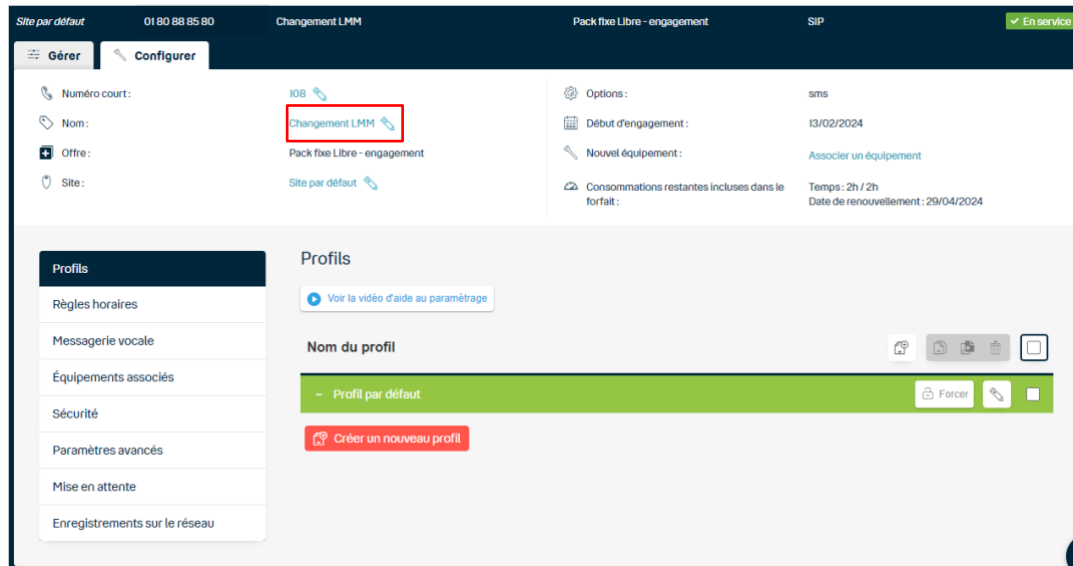 Site par défaut 01 80 88 85 80 Changement LMM Pack fixe Libre - engagement SIP En service
Gérer Configurer
Numéro court : 108 Options : sms
Nom : Changement LMM Début d'engagement : 13/02/2024
Offre : Pack fixe Libre - engagement Nouvel équipement : Associer un équipement
Site : Site par défaut Consommations restantes incluses dans le forfait : Temps : 2h / 2h
Date de renouvellement : 29/04/2024
Profils
Règles horaires
Messagerie vocale
Équipements associés
Sécurité
Paramètres avancés
Mise en attente
Enregistrements sur le réseau
Profils
Voir la vidéo d'aide au paramétrage
Nom du profil
– Profil par défaut Forcer
Créer un nouveau profil